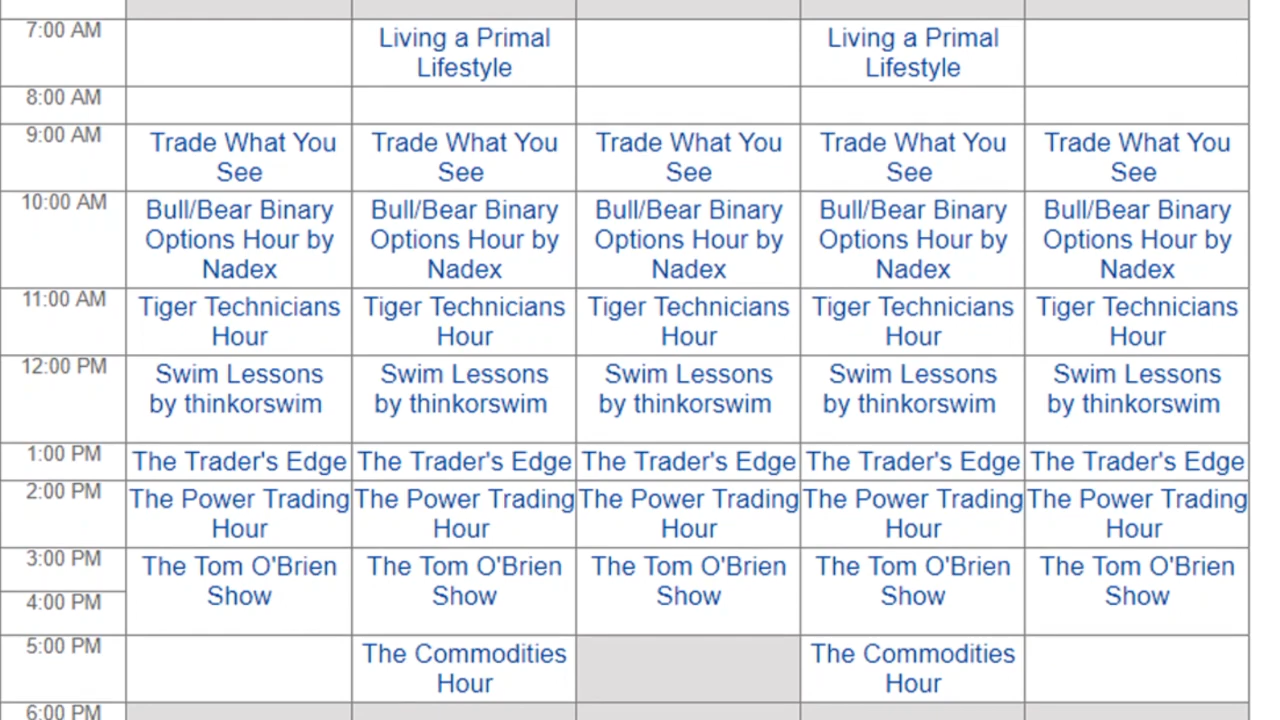 7:00 AM
Living a Primal
Lifestyle
Living a Primal
Lifestyle
8:00 AM
9:00 AM
Trade What You
See
Trade What You
See
Trade What You
See
Trade What You
See
Trade What You
See
10:00 AM
Bull/Bear Binary
Options Hour by
Nadex
Bull/Bear Binary
Options Hour by
Nadex
Bull/Bear Binary
Options Hour by
Nadex
Bull/Bear Binary
Options Hour by
Nadex
Bull/Bear Binary
Options Hour by
Nadex
11:00 AM
Tiger Technicians
Hour
Tiger Technicians
Hour
Tiger Technicians
Hour
Tiger Technicians
Hour
Tiger Technicians
Hour
12:00 PM
Swim Lessons
by thinkorswim
Swim Lessons
by thinkorswim
Swim Lessons
by thinkorswim
Swim Lessons
by thinkorswim
Swim Lessons
by thinkorswim
1:00 PM
The Trader's Edge
The Trader's Edge
The Trader's Edge
The Trader's Edge
The Trader's Edge
2:00 PM
The Power Trading
Hour
The Power Trading
Hour
The Power Trading
Hour
The Power Trading
Hour
The Power Trading
Hour
3:00 PM
The Tom O'Brien
Show
The Tom O'Brien
Show
The Tom O'Brien
Show
The Tom O'Brien
Show
The Tom O'Brien
Show
4:00 PM
5:00 PM
The Commodities
Hour
The Commodities
Hour
6:00 PM